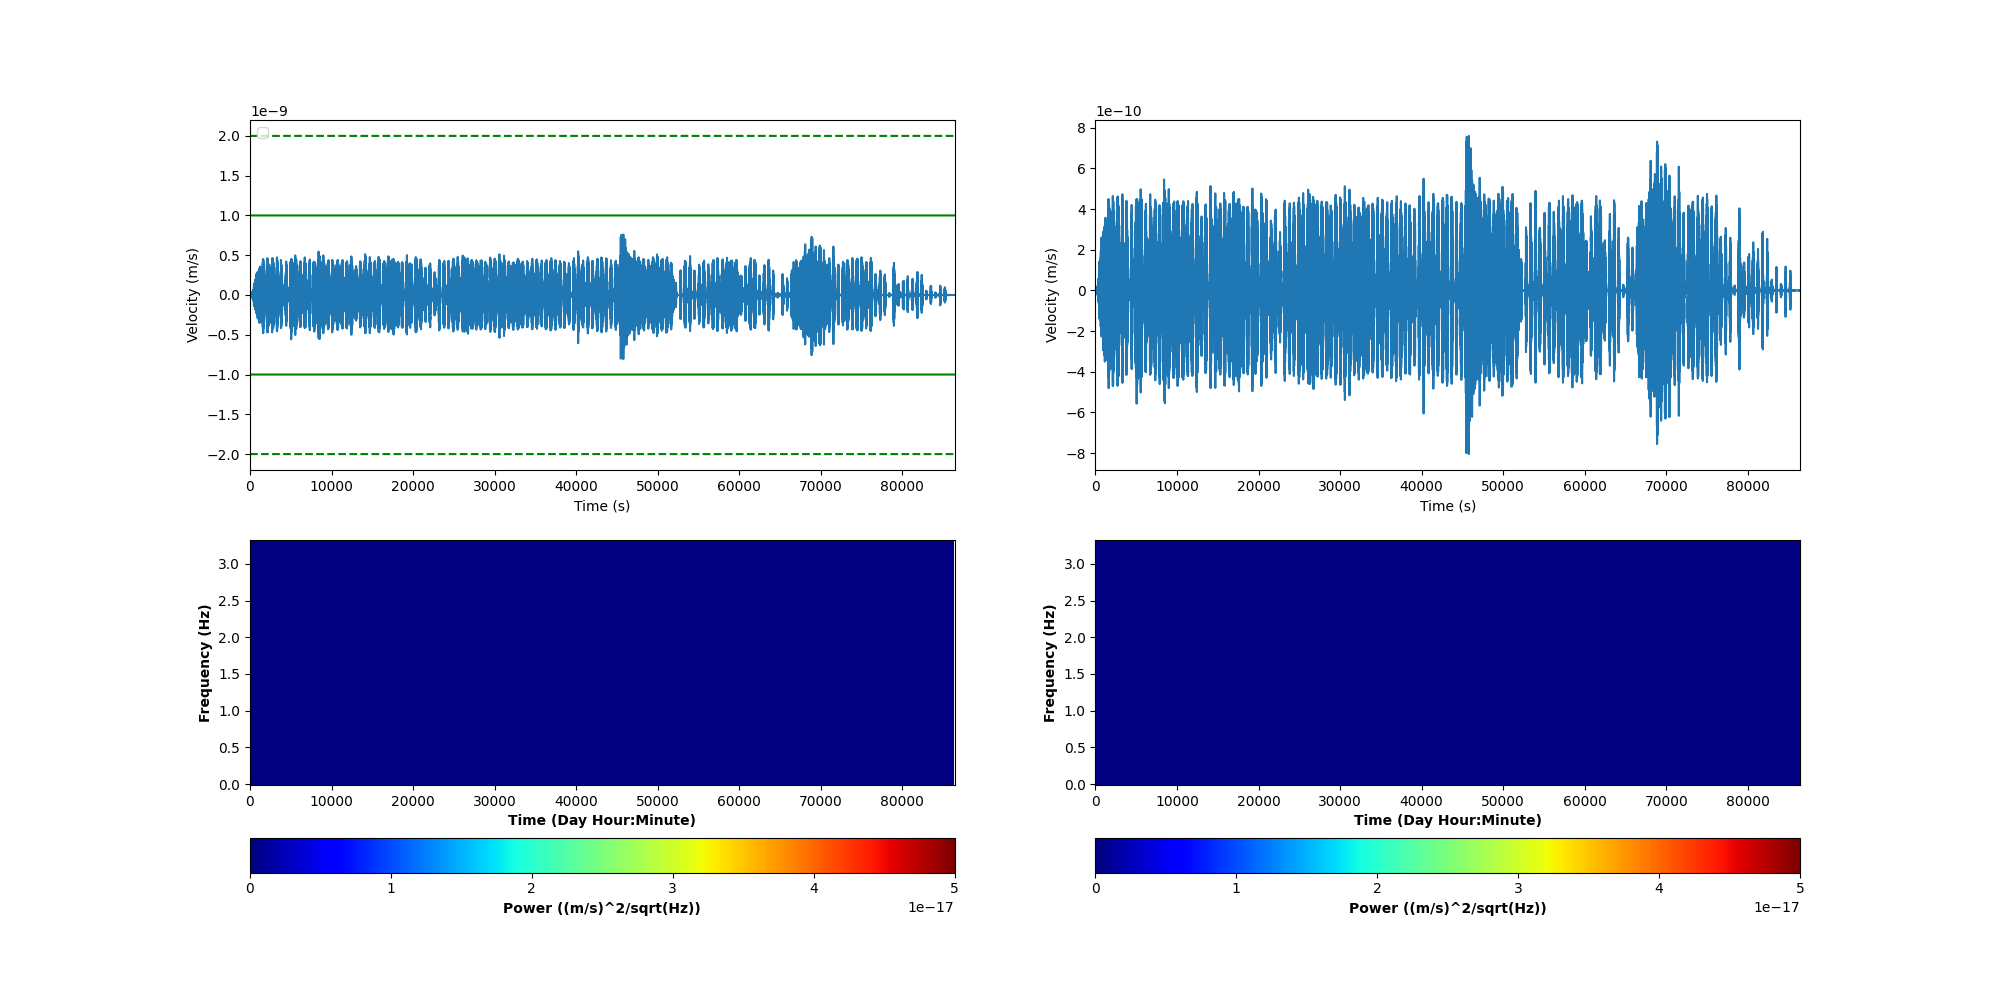 1e−9
2.0
1.5
1.0
0.5
0.0
−0.5
−1.0
−1.5
−2.0
Velocity (m/s)
0 10000 20000 30000 40000 50000 60000 70000 80000
Time (s)
1e−10
8
6
4
2
0
−2
−4
−6
−8
Velocity (m/s)
0 10000 20000 30000 40000 50000 60000 70000 80000
Time (s)
3.0
2.5
2.0
1.5
1.0
0.5
0.0
Frequency (Hz)
0 10000 20000 30000 40000 50000 60000 70000 80000
Time (Day Hour:Minute)
0 1 2 3 4 5
Power ((m/s)^2/sqrt(Hz))
1e−17
3.0
2.5
2.0
1.5
1.0
0.5
0.0
Frequency (Hz)
0 10000 20000 30000 40000 50000 60000 70000 80000
Time (Day Hour:Minute)
0 1 2 3 4 5
Power ((m/s)^2/sqrt(Hz))
1e−17